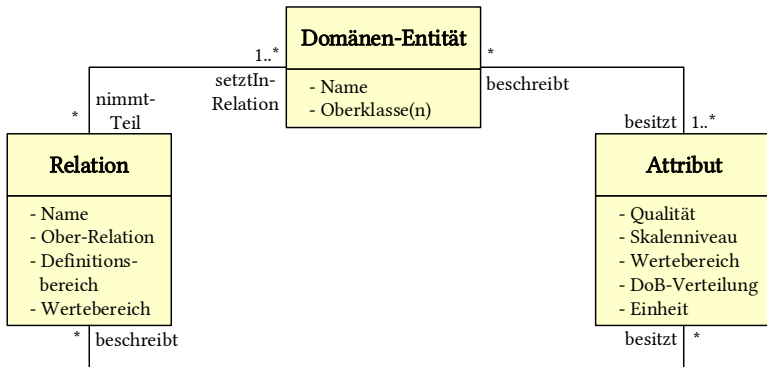 Domänen-Entität
- Name
- Oberklasse(n)
1..*
setztIn-
Relation
*
beschreibt
nimmt-
Teil
*
besitzt
1..*
Relation
- Name
- Ober-Relation
- Definitions-
bereich
- Wertebereich
Attribut
- Qualität
- Skalenniveau
- Wertebereich
- DoB-Verteilung
- Einheit
* beschreibt
besitzt *